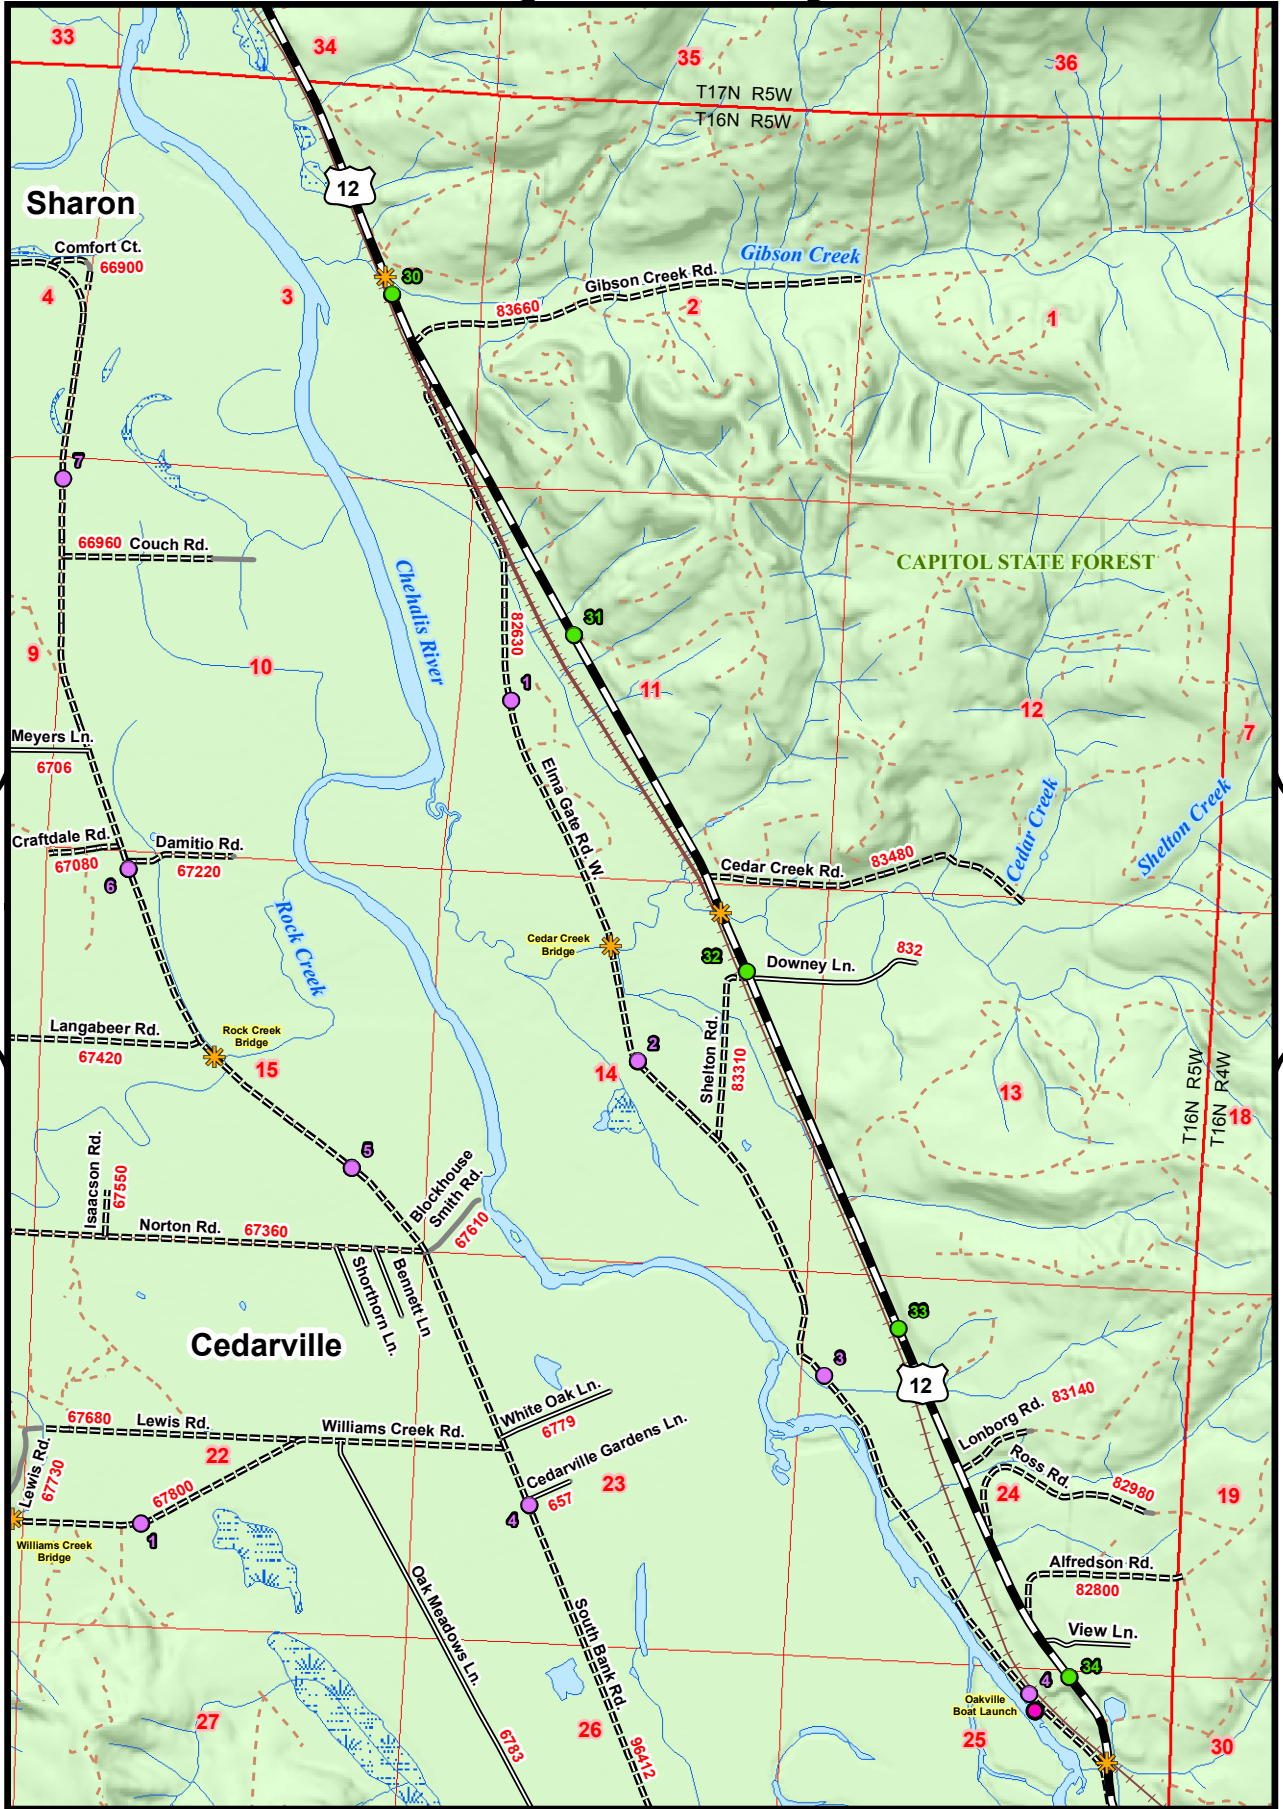 33
34
35
36
T17N R5W
T16N R5W
12
Sharon
Comfort Ct.
66900
4
3
30
Gibson Creek
Gibson Creek Rd.
83660
2
1
7
66960 Couch Rd.
Chehalis River
CAPITOL STATE FOREST
82630
31
9
10
1
11
12
7
Meyers Ln.
6706
Elma Gate Rd. W.
Cedar Creek
Shelton Creek
Craftdale Rd.
67080
6
Damitio Rd.
67220
Cedar Creek Rd.
83480
Rock Creek
Cedar Creek
Bridge
32
Downey Ln.
832
Langabeer Rd.
67420
Rock Creek
Bridge
15
2
14
Shelton Rd.
83310
13
T16N R5W
T16N R4W
18
5
Isaacson Rd.
67550
Blockhouse
Smith Rd.
67610
Norton Rd.
67360
Shorthorn Ln.
Bennett Ln
Cedarville
33
3
12
67680
Lewis Rd.
Williams Creek Rd.
White Oak Ln.
6779
Lonborg Rd.
83140
Ross Rd.
82980
Lewis Rd.
67730
22
67800
Cedarville Gardens Ln.
657
23
24
19
Williams Creek
Bridge
1
4
Alfredson Rd.
82800
Oak Meadows Ln.
6783
South Bank Rd.
96412
View Ln.
34
4
Oakville
Boat Launch
27
26
25
30